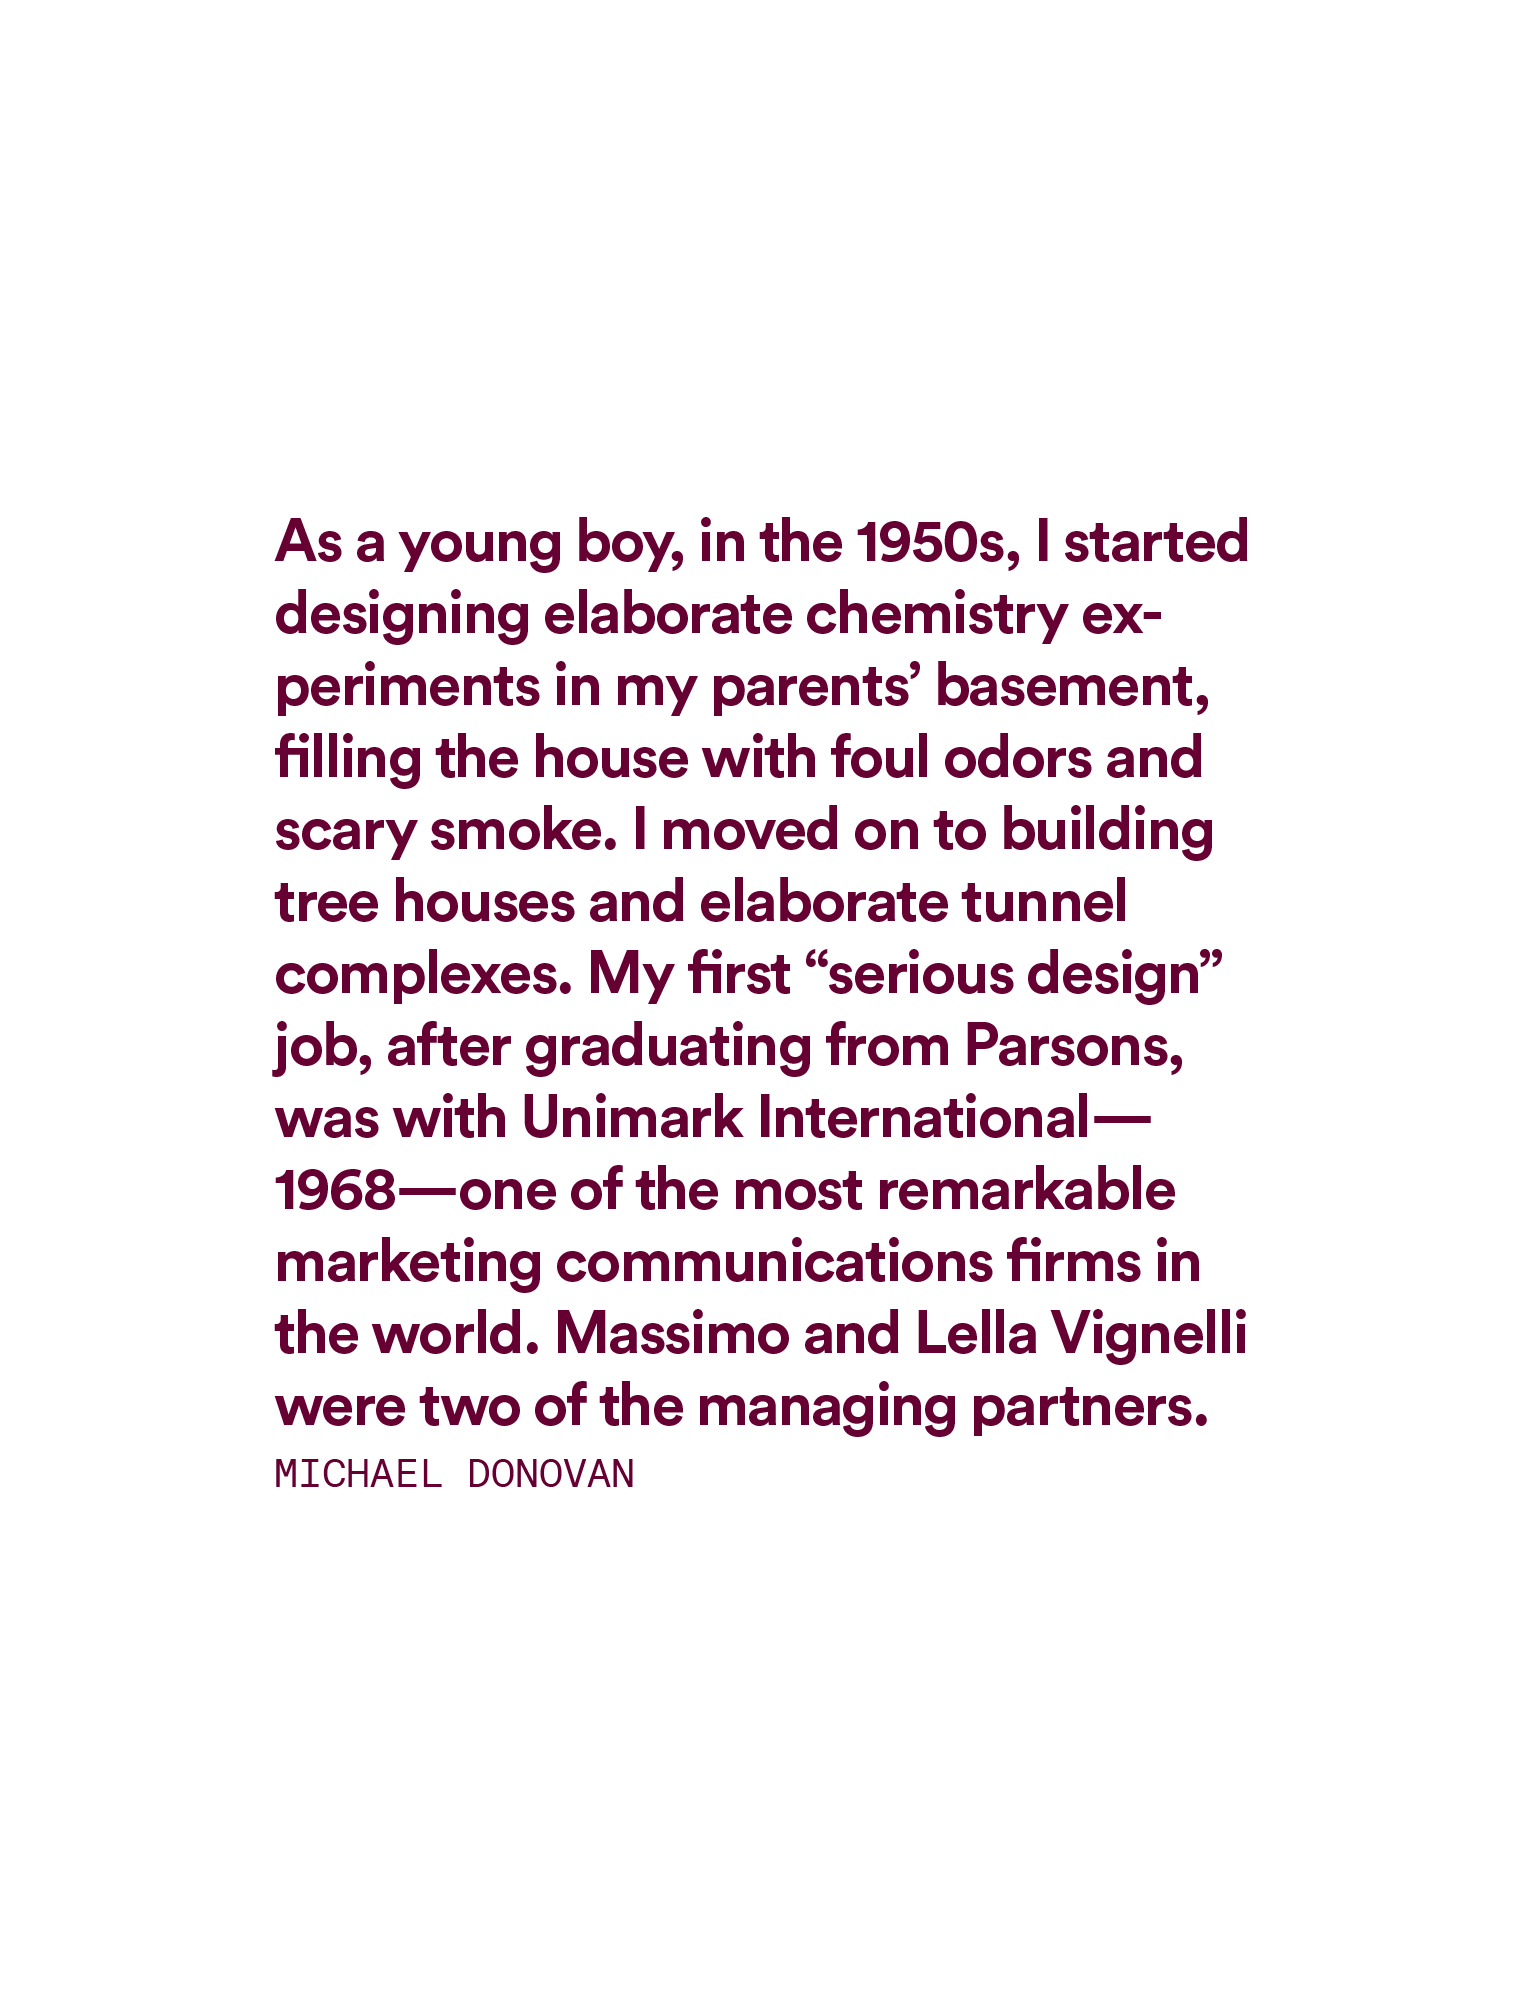 As a young boy, in the 1950s, I started
designing elaborate chemistry ex-
periments in my parents’ basement,
filling the house with foul odors and
scary smoke. I moved on to building
tree houses and elaborate tunnel
complexes. My first “serious design”
job, after graduating from Parsons,
was with Unimark International—
1968—one of the most remarkable
marketing communications firms in
the world. Massimo and Lella Vignelli
were two of the managing partners.
MICHAEL DONOVAN